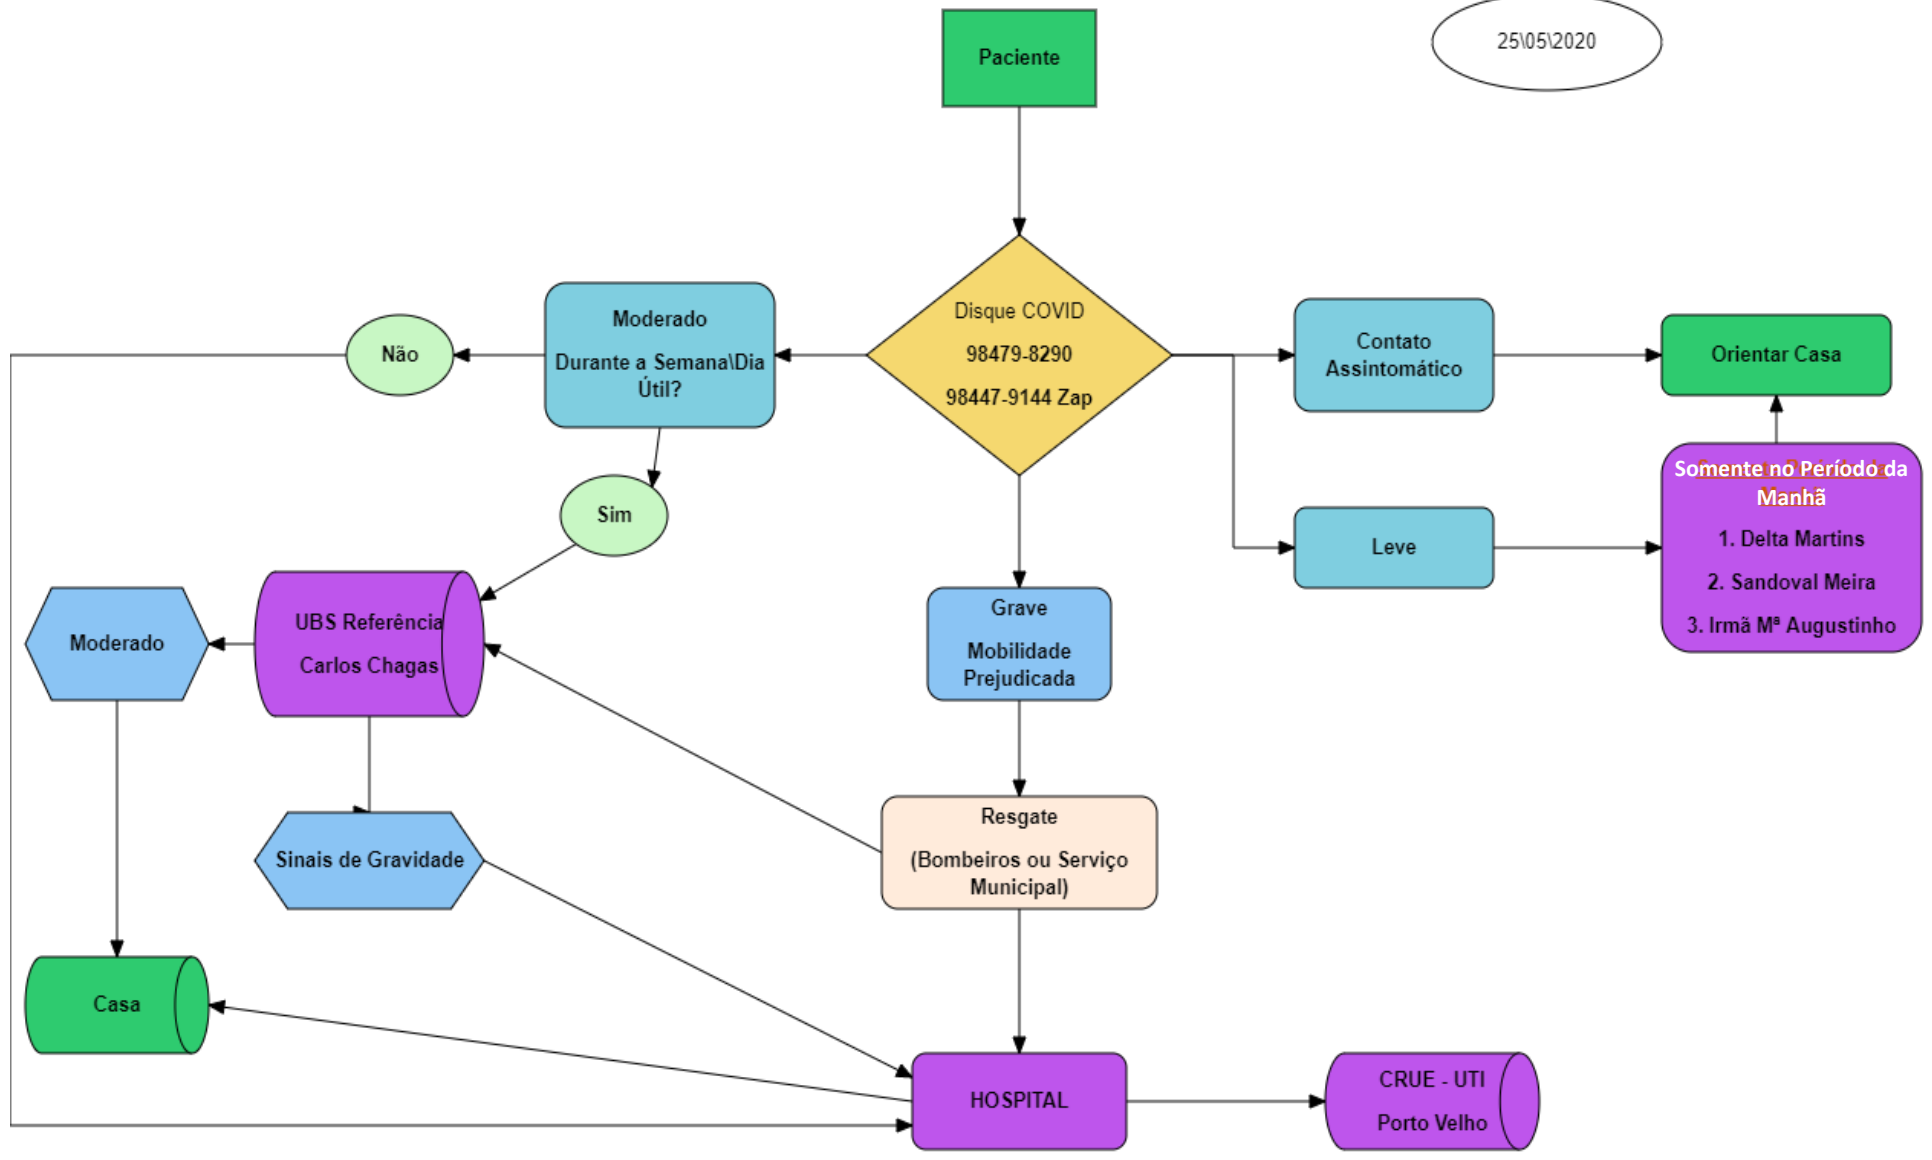 Paciente
25\05\2020
Disque COVID
98479-8290
98447-9144 Zap
Moderado
Durante a Semana\Dia
Útil?
Não
Sim
Contato
Assintomático
Orientar Casa
Somente no Período da
Manhã
1. Delta Martins
2. Sandoval Meira
3. Irmã Mª Augustinho
Leve
Grave
Mobilidade
Prejudicada
UBS Referência
Carlos Chagas
Moderado
Resgate
(Bombeiros ou Serviço
Municipal)
Sinais de Gravidade
Casa
HOSPITAL
CRUE - UTI
Porto Velho